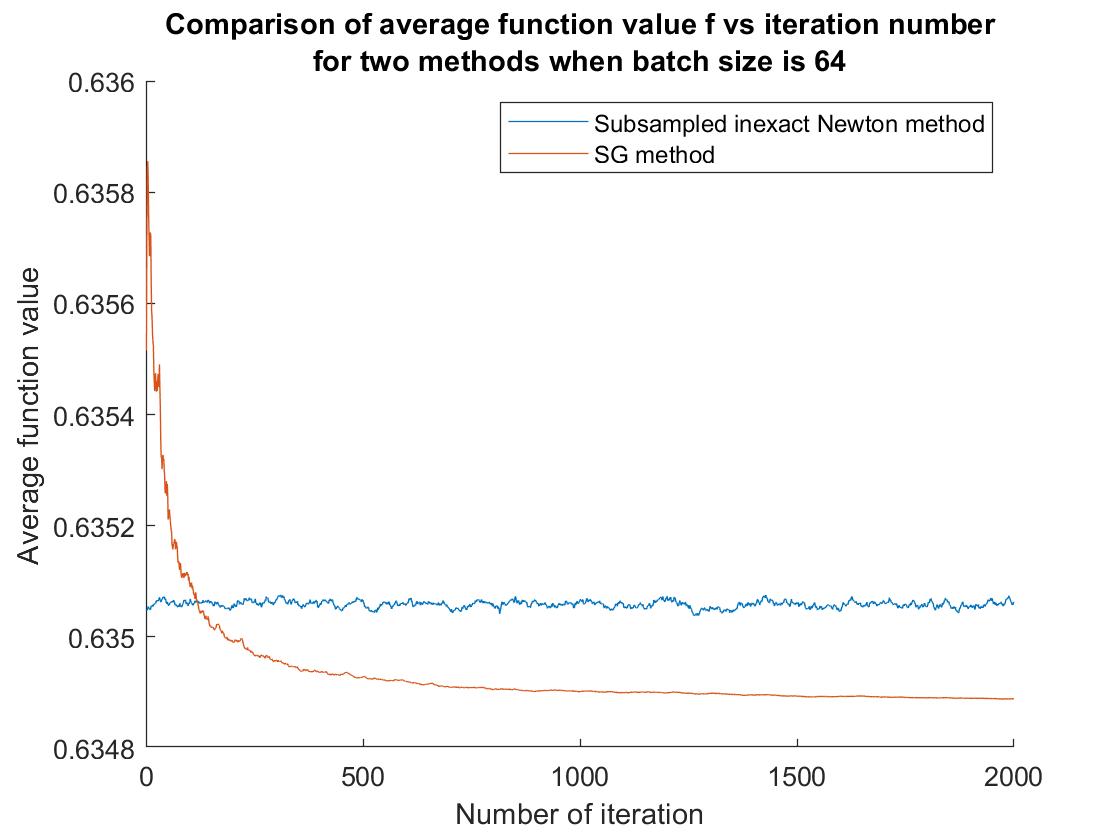 Comparison of average function value f vs iteration number
for two methods when batch size is 64
Subsampled inexact Newton method
SG method
Average function value
0.636
0.6358
0.6356
0.6354
0.6352
0.635
0.6348
0
500
1000
1500
2000
Number of iteration